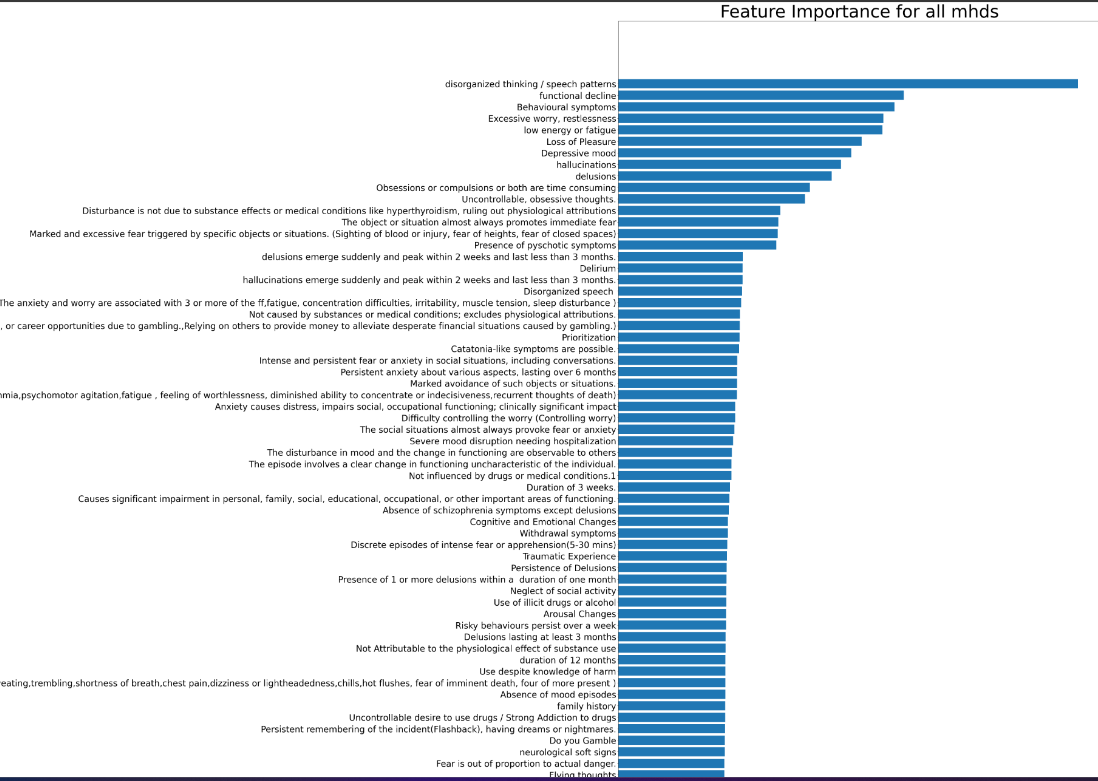 Feature Importance for all mhds
disorganized thinking / speech patterns
functional decline
Behavioural symptoms
Excessive worry, restlessness
low energy or fatigue
Loss of Pleasure
Depressive mood
hallucinations
delusions
Obsessions or compulsions or both are time consuming
Uncontrollable, obsessive thoughts.
Disturbance is not due to substance effects or medical conditions like hyperthyroidism, ruling out physiological attributions
The object or situation almost always promotes immediate fear
Marked and excessive fear triggered by specific objects or situations. (Sighting of blood or injury, fear of heights, fear of closed spaces)
Presence of pyschotic symptoms
delusions emerge suddenly and peak within 2 weeks and last less than 3 months.
Delirium
hallucinations emerge suddenly and peak within 2 weeks and last less than 3 months.
Disorganized speech
The anxiety and worry are associated with 3 or more of the ff,fatigue, concentration difficulties, irritability, muscle tension, sleep disturbance )
Not caused by substances or medical conditions; excludes physiological attributions.
, or career opportunities due to gambling.,Relying on others to provide money to alleviate desperate financial situations caused by gambling.)
Prioritization
Catatonia-like symptoms are possible.
Intense and persistent fear or anxiety in social situations, including conversations.
Persistent anxiety about various aspects, lasting over 6 months
Marked avoidance of such objects or situations.
mia,psychomotor agitation,fatigue , feeling of worthlessness, diminished ability to concentrate or indecisiveness,recurrent thoughts of death)
Anxiety causes distress, impairs social, occupational functioning; clinically significant impact
Difficulty controlling the worry (Controlling worry)
The social situations almost always provoke fear or anxiety
Severe mood disruption needing hospitalization
The disturbance in mood and the change in functioning are observable to others
The episode involves a clear change in functioning uncharacteristic of the individual.
Not influenced by drugs or medical conditions.1
Duration of 3 weeks.
Causes significant impairment in personal, family, social, educational, occupational, or other important areas of functioning.
Absence of schizophrenia symptoms except delusions
Cognitive and Emotional Changes
Withdrawal symptoms
Discrete episodes of intense fear or apprehension(5-30 mins)
Traumatic Experience
Persistence of Delusions
Presence of 1 or more delusions within a  duration of one month
Neglect of social activity
Use of illicit drugs or alcohol
Arousal Changes
Risky behaviours persist over a week
Delusions lasting at least 3 months
Not Attributable to the physiological effect of substance use
duration of 12 months
Use despite knowledge of harm
eating,trembling,shortness of breath,chest pain,dizziness or lightheadedness,chills,hot flushes, fear of imminent death, four of more present )
Absence of mood episodes
family history
Uncontrollable desire to use drugs / Strong Addiction to drugs
Persistent remembering of the incident(Flashback), having dreams or nightmares.
Do you Gamble
neurological soft signs
Fear is out of proportion to actual danger.
Flying thoughts